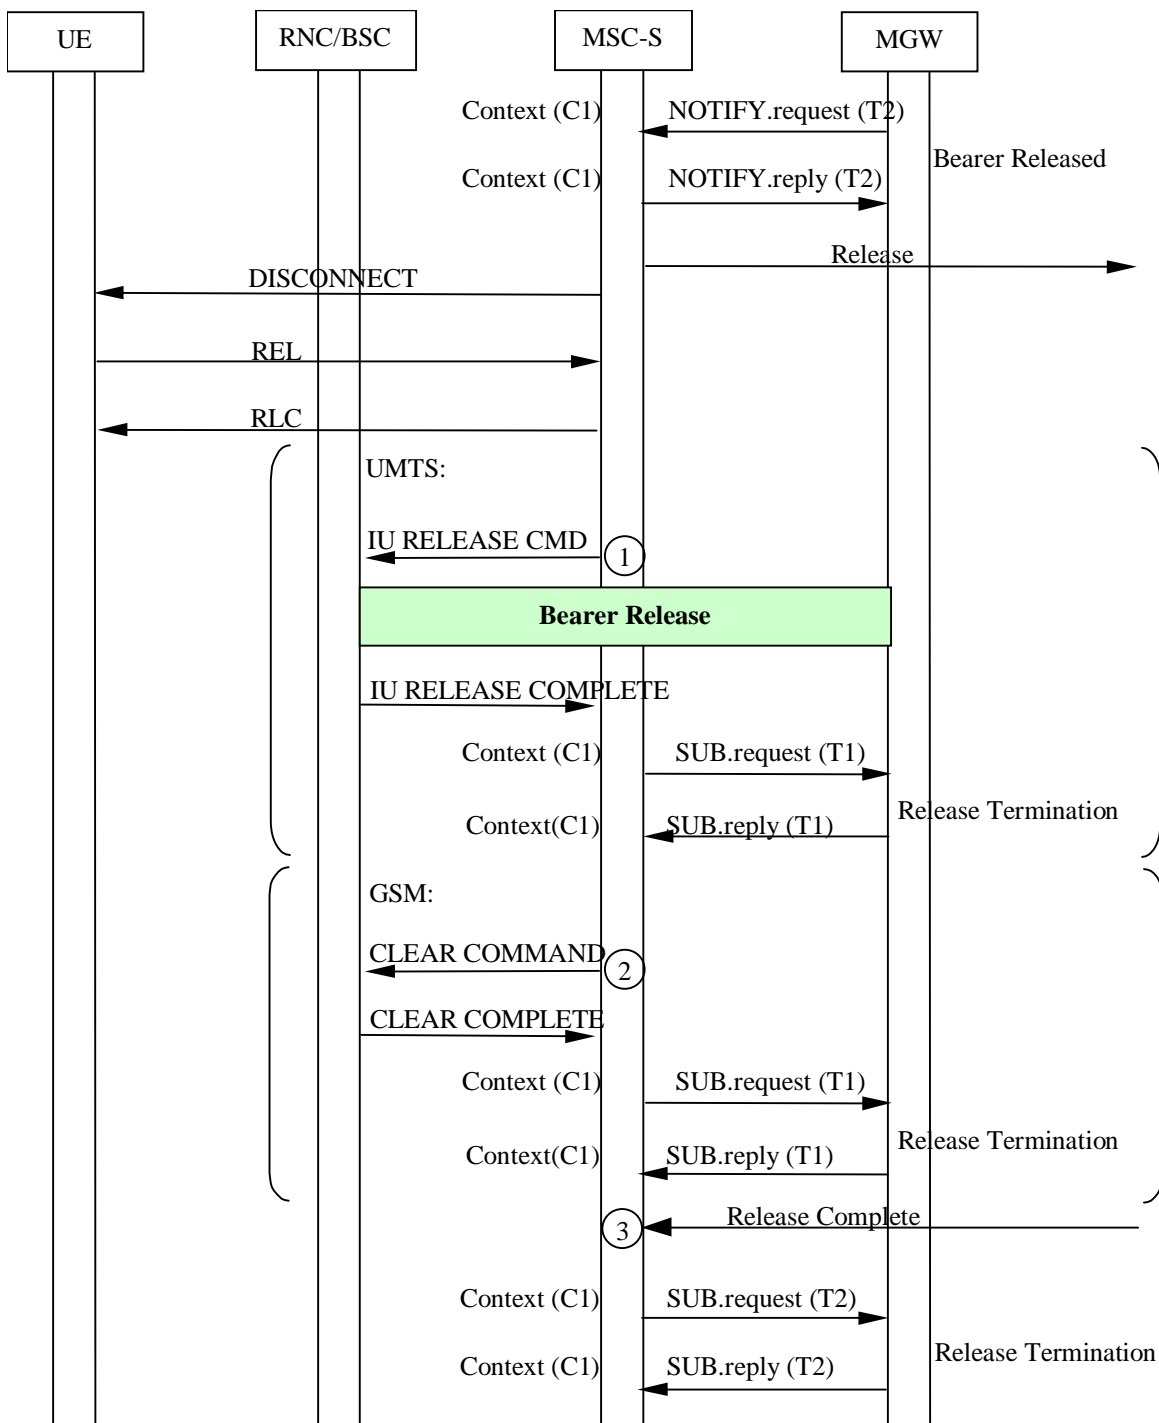 UE RNC/BSC MSC-S MGW
Context (C1) NOTIFY.request (T2)
Bearer Released
Context (C1) NOTIFY.reply (T2)
Release
DISCONNECT
REL
RLC
UMTS:
IU RELEASE CMD 1
Bearer Release
IU RELEASE COMPLETE
Context (C1) SUB.request (T1)
Release Termination
Context(C1) SUB.reply (T1)
GSM:
CLEAR COMMAND 2
CLEAR COMPLETE
Context (C1) SUB.request (T1)
Release Termination
Context(C1) SUB.reply (T1)
3 Release Complete
Context (C1) SUB.request (T2)
Release Termination
Context (C1) SUB.reply (T2)